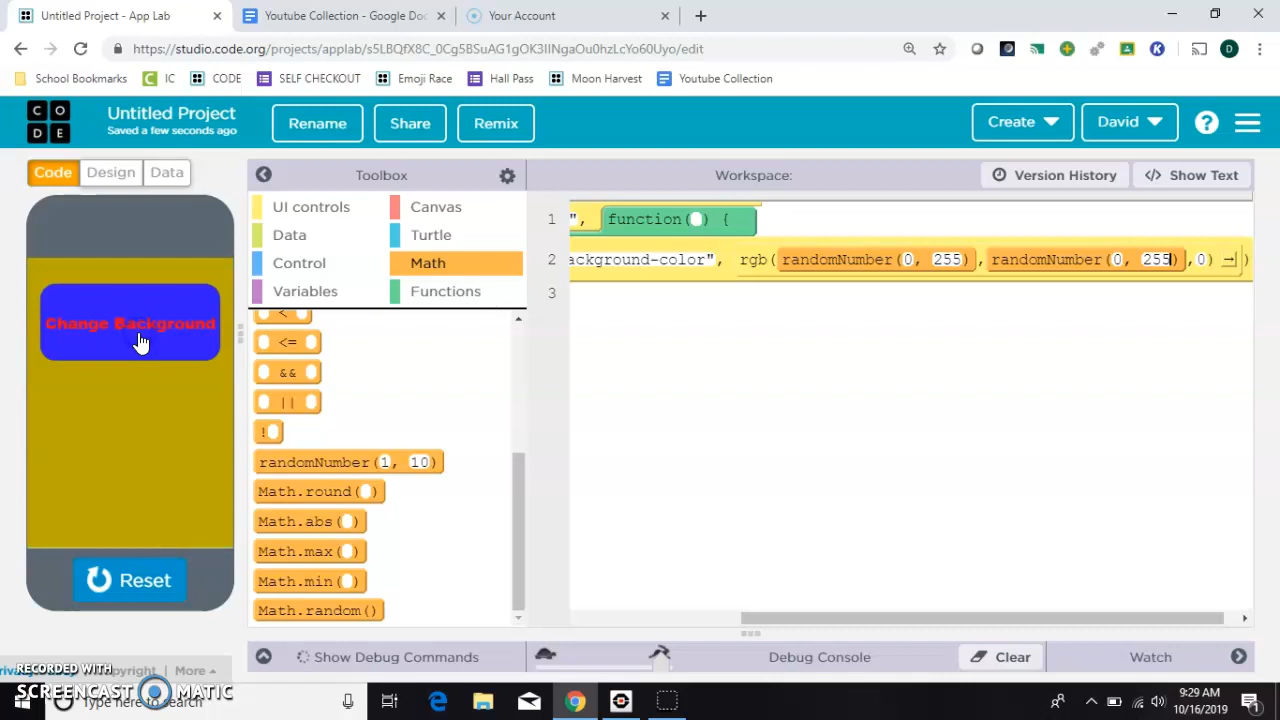 Untitled Project - App Lab
Youtube Collection - Google Doc
Your Account
https://studio.code.org/projects/applab/s5LBQfX8C_0Cg5BSuAG1gOK3IINgaOu0hzLcYo60Uyo/edit
School Bookmarks
IC
CODE
SELF CHECKOUT
Emoji Race
Hall Pass
Moon Harvest
Youtube Collection
C O D E
Untitled Project
Saved a few seconds ago
Rename
Share
Remix
Create
David
?
Code
Design
Data
Toolbox
Workspace:
Version History
</> Show Text
UI controls
Canvas
Data
Turtle
Control
Math
Variables
Functions
1
", function( ) {
2
ackground-color", rgb(randomNumber(0, 255),randomNumber(0, 255),0) → )
3
Change Background
<
<=
&&
||
!
randomNumber(1, 10)
Math.round( )
Math.abs( )
Math.max( )
Math.min( )
Math.random()
Reset
Show Debug Commands
Debug Console
Clear
Watch
More
RECORDED WITH
SCREENCAST MATIC
Type here to search
9:29 AM
10/16/2019